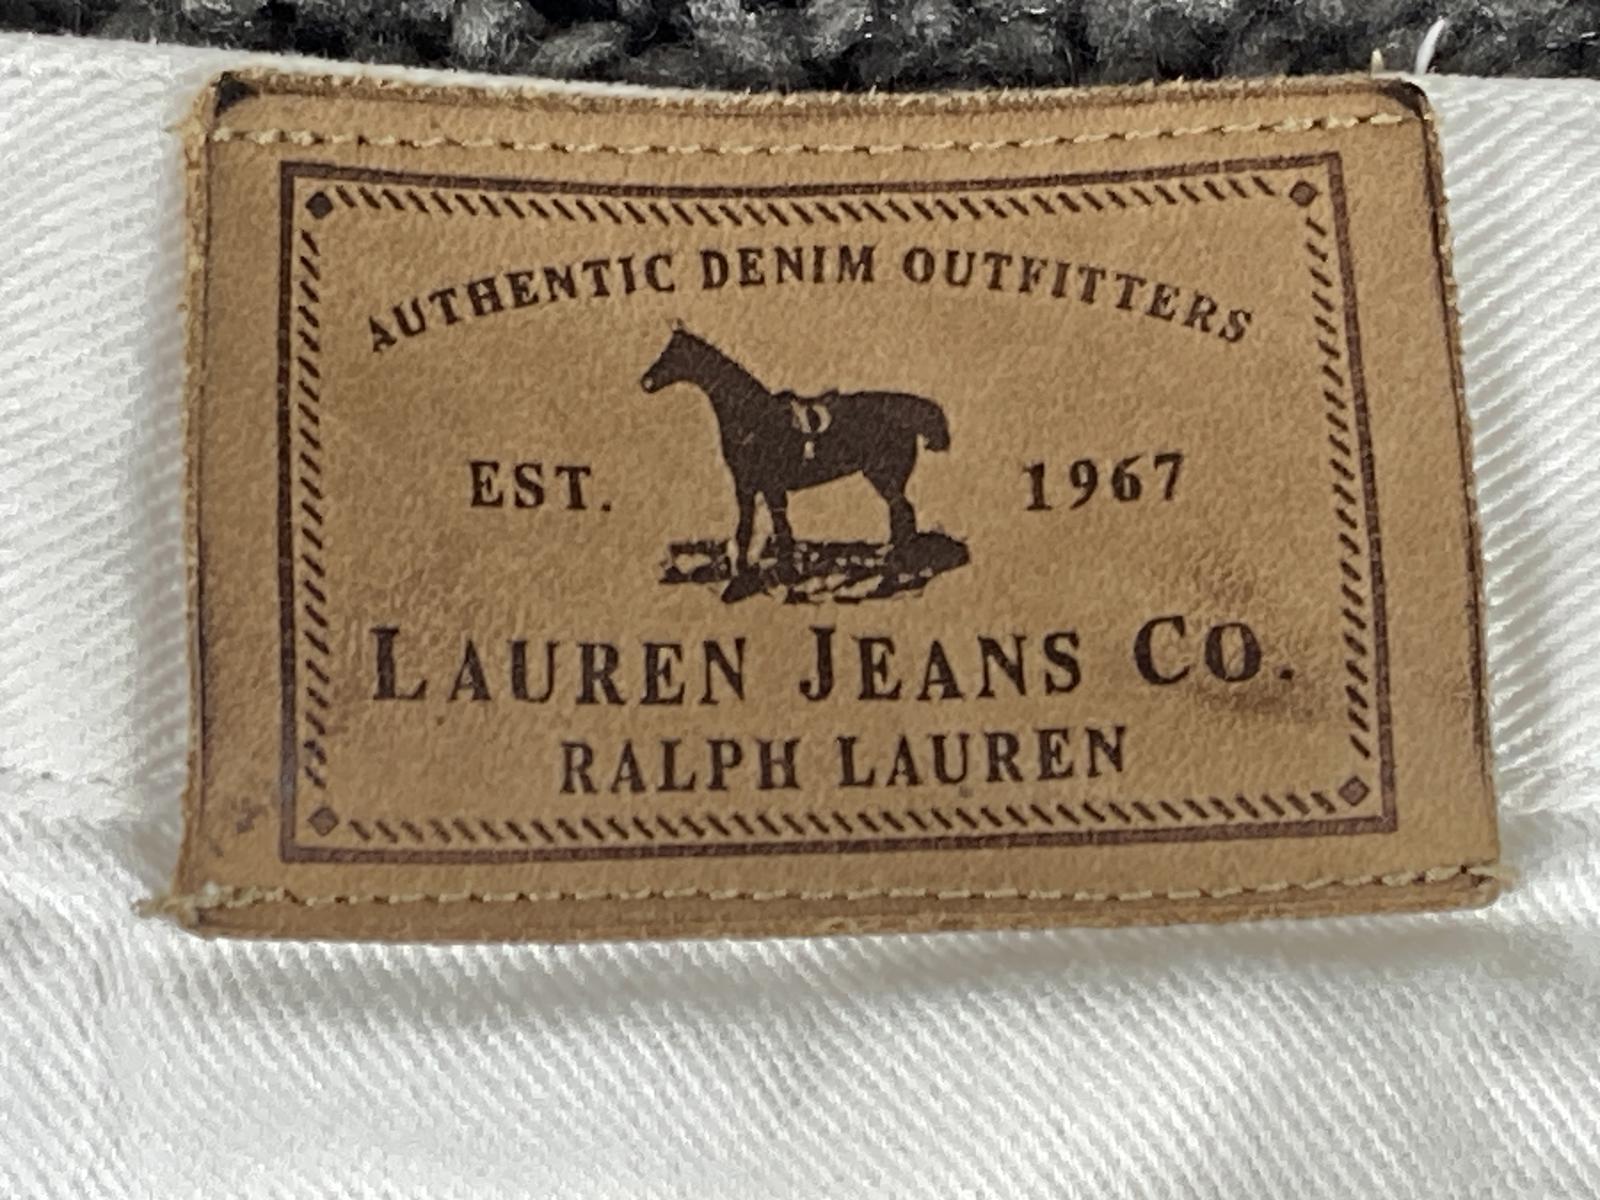 AUTHENTIC DENIM OUTFITTERS
EST. 1967
LAUREN JEANS CO.
RALPH LAUREN